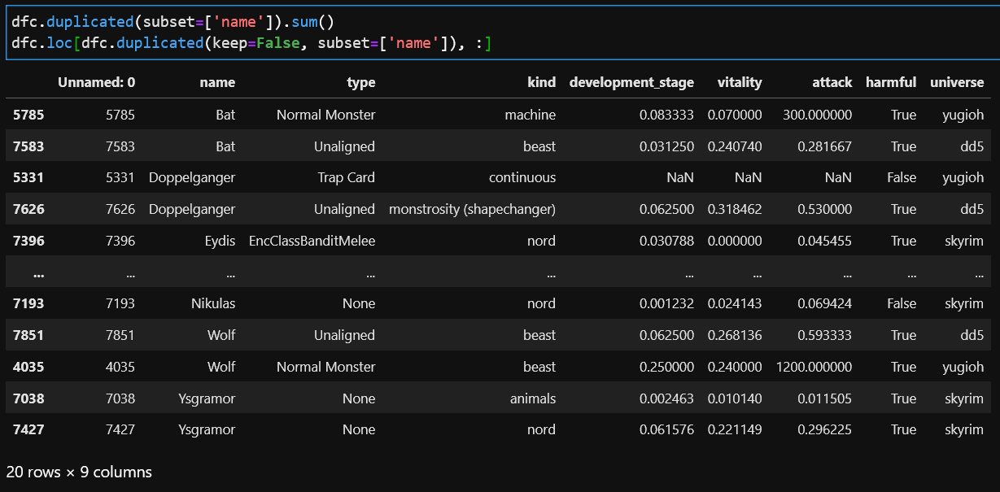 dfc.duplicated(subset=['name']).sum()
dfc.loc[dfc.duplicated(keep=False, subset=['name']), :]
Unnamed: 0 name type kind development_stage vitality attack harmful universe
5785 5785 Bat Normal Monster machine 0.083333 0.070000 300.000000 True yugioh
7583 7583 Bat Unaligned beast 0.031250 0.240740 0.281667 True dd5
5331 5331 Doppelganger Trap Card continuous NaN NaN NaN False yugioh
7626 7626 Doppelganger Unaligned monstrosity (shapechanger) 0.062500 0.318462 0.530000 True dd5
7396 7396 Eydis EncClassBanditMelee nord 0.030788 0.000000 0.045455 True skyrim
... ... ... ... ... ... ... ... ... ...
7193 7193 Nikulas None nord 0.001232 0.024143 0.069424 False skyrim
7851 7851 Wolf Unaligned beast 0.062500 0.268136 0.593333 True dd5
4035 4035 Wolf Normal Monster beast 0.250000 0.240000 1200.000000 True yugioh
7038 7038 Ysgramor None animals 0.002463 0.010140 0.011505 True skyrim
7427 7427 Ysgramor None nord 0.061576 0.221149 0.296225 True skyrim
20 rows × 9 columns